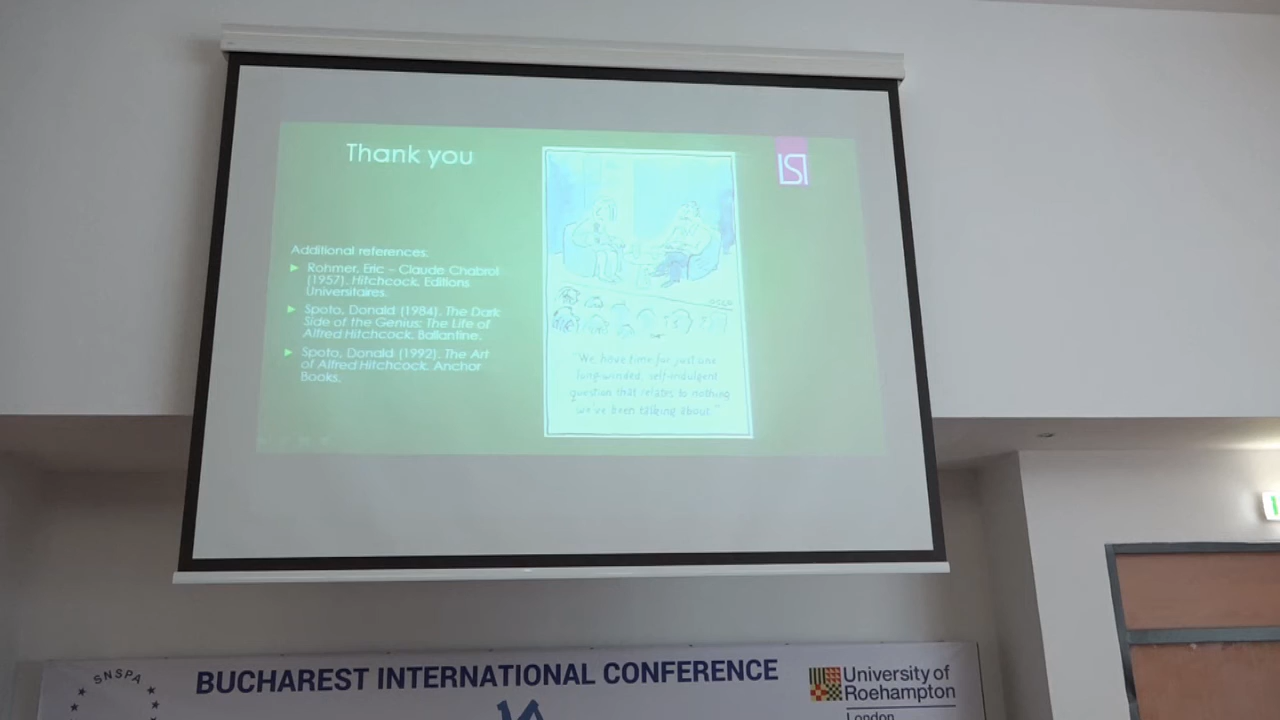 Thank you
LSI
Additional references:
Rohmer, Eric – Claude Chabrol
(1957). Hitchcock. Editions
Universitaires.
Spoto, Donald (1984). The Dark
Side of the Genius: The Life of
Alfred Hitchcock. Ballantine.
Spoto, Donald (1992). The Art
of Alfred Hitchcock. Anchor
Books.
"We have time for just one
long-winded, self-indulgent
question that relates to nothing
we've been talking about."
SNSPA
BUCHAREST INTERNATIONAL CONFERENCE
University of
Roehampton
London